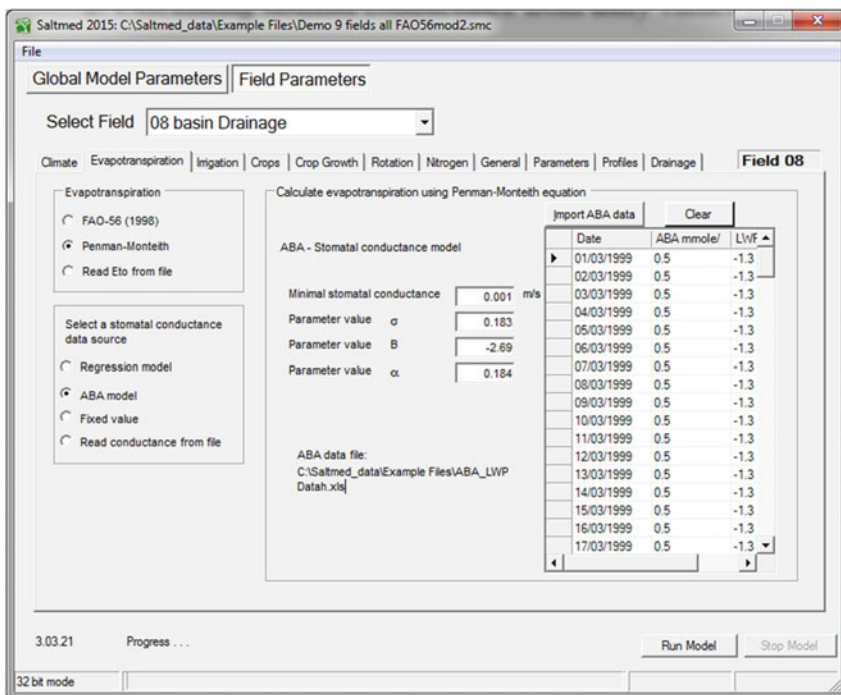 Saltmed 2015: C:\Saltmed_data\Example Files\Demo 9 fields all FAO56mod2.smc
File
Global Model Parameters Field Parameters
Select Field 08 basin Drainage
Climate Evapotranspiration Irrigation Crops Crop Growth Rotation Nitrogen General Parameters Profiles Drainage Field 08
Evapotranspiration
FAO-56 (1998)
Penman-Monteith
Read Eto from file
Select a stomatal conductance
data source
Regression model
ABA model
Fixed value
Read conductance from file
Calculate evapotranspiration using Penman-Monteith equation
Import ABA data Clear
ABA - Stomatal conductance model
Minimal stomatal conductance 0.001 m/s
Parameter value σ 0.183
Parameter value B -2.69
Parameter value α 0.184
ABA data file:
C:\Saltmed_data\Example Files\ABA_LWP
Datah.xls
Date ABA mmole/ LWF
01/03/1999 0.5 -1.3
02/03/1999 0.5 -1.3
03/03/1999 0.5 -1.3
04/03/1999 0.5 -1.3
05/03/1999 0.5 -1.3
06/03/1999 0.5 -1.3
07/03/1999 0.5 -1.3
08/03/1999 0.5 -1.3
09/03/1999 0.5 -1.3
10/03/1999 0.5 -1.3
11/03/1999 0.5 -1.3
12/03/1999 0.5 -1.3
13/03/1999 0.5 -1.3
14/03/1999 0.5 -1.3
15/03/1999 0.5 -1.3
16/03/1999 0.5 -1.3
17/03/1999 0.5 -1.3
3.03.21 Progress . . .
Run Model Stop Model
32 bit mode